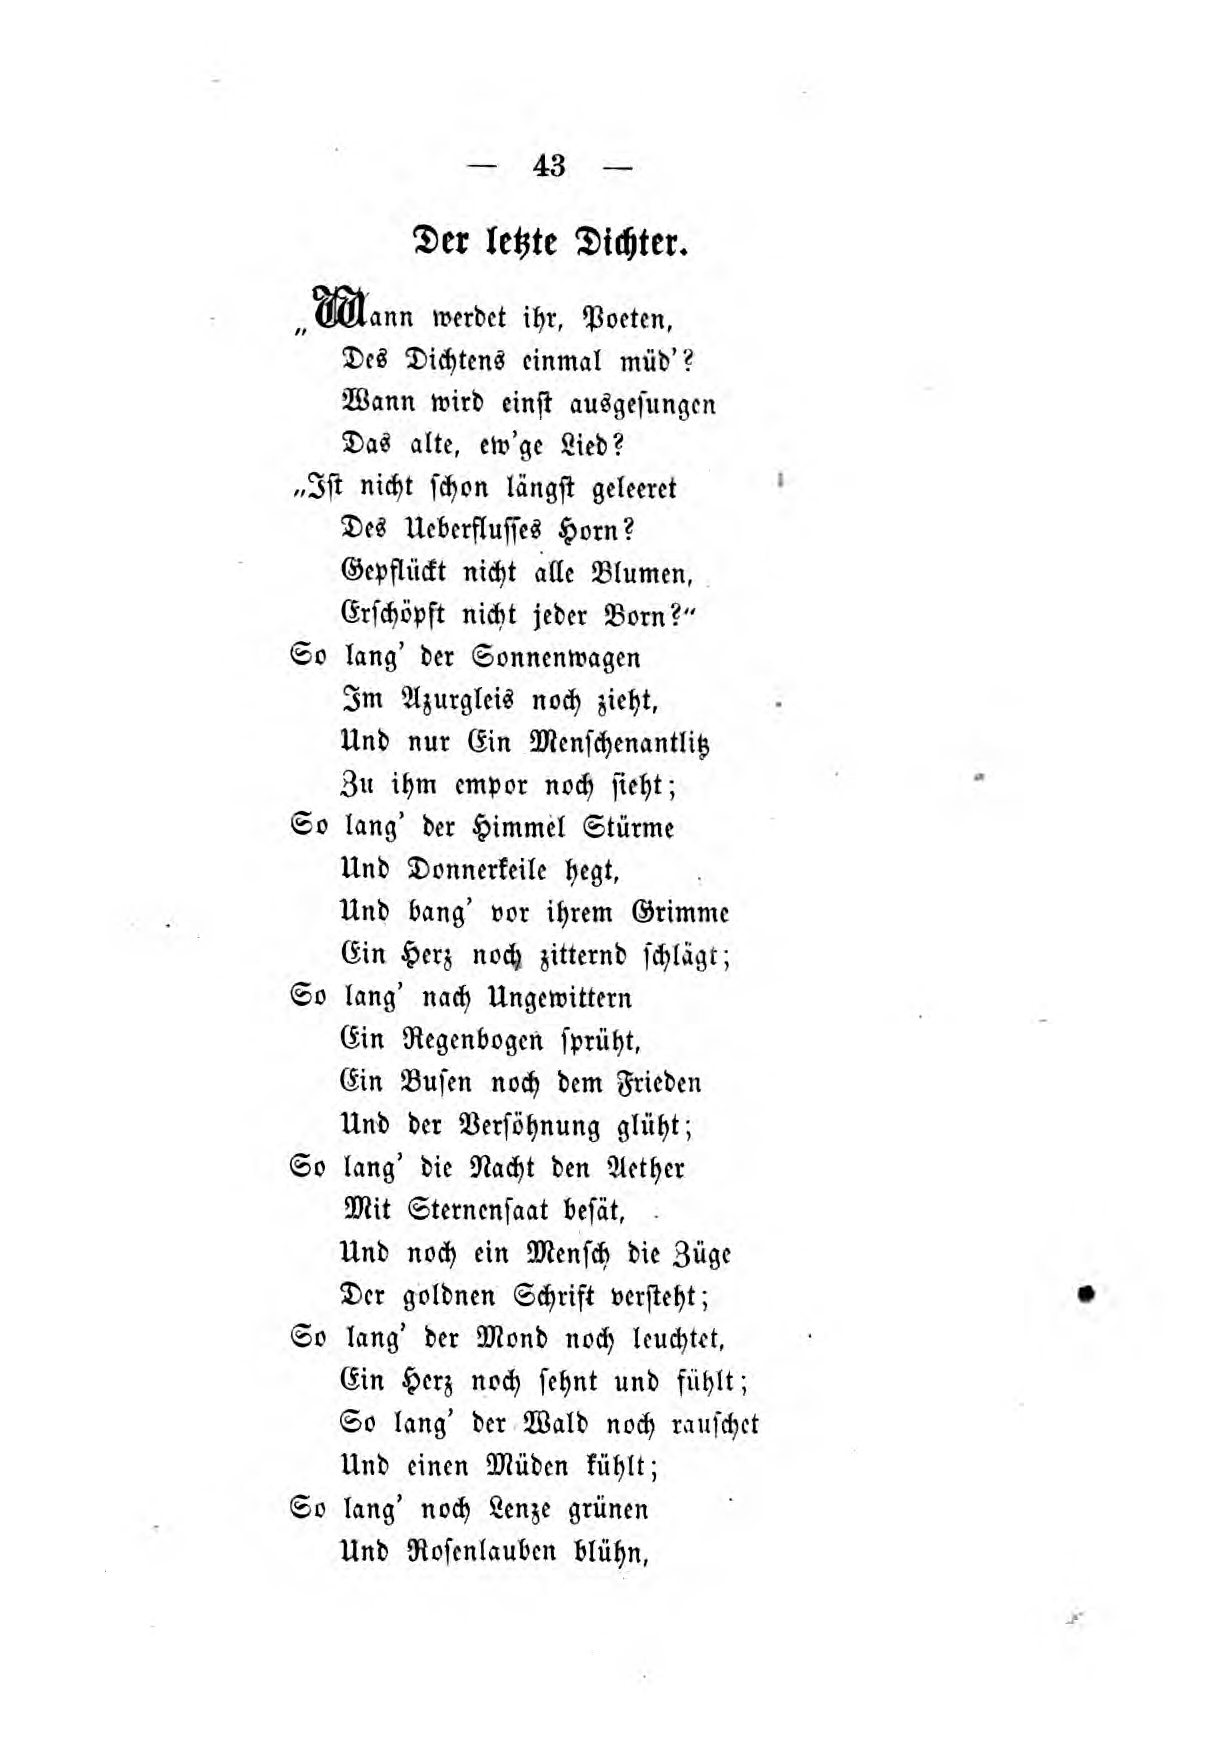 — 43 —
Der letzte Dichter.
„Wann werdet ihr, Poeten,
Des Dichtens einmal müd’?
Wann wird einſt ausgeſungen
Das alte, ew’ge Lied?
„Iſt nicht ſchon längſt geleeret
Des Ueberfluſſes Horn?
Gepflückt nicht alle Blumen,
Erſchöpft nicht jeder Born?“
So lang’ der Sonnenwagen
Im Azurgleis noch zieht,
Und nur Ein Menſchenantlitz
Zu ihm empor noch ſieht;
So lang’ der Himmel Stürme
Und Donnerkeile hegt,
Und bang’ vor ihrem Grimme
Ein Herz noch zitternd ſchlägt;
So lang’ nach Ungewittern
Ein Regenbogen ſprüht,
Ein Buſen noch dem Frieden
Und der Verſöhnung glüht;
So lang’ die Nacht den Aether
Mit Sternenſaat beſät,
Und noch ein Menſch die Züge
Der goldnen Schrift verſteht;
So lang’ der Mond noch leuchtet,
Ein Herz noch ſehnt und fühlt;
So lang’ der Wald noch rauſchet
Und einen Müden kühlt;
So lang’ noch Lenze grünen
Und Roſenlauben blühn,